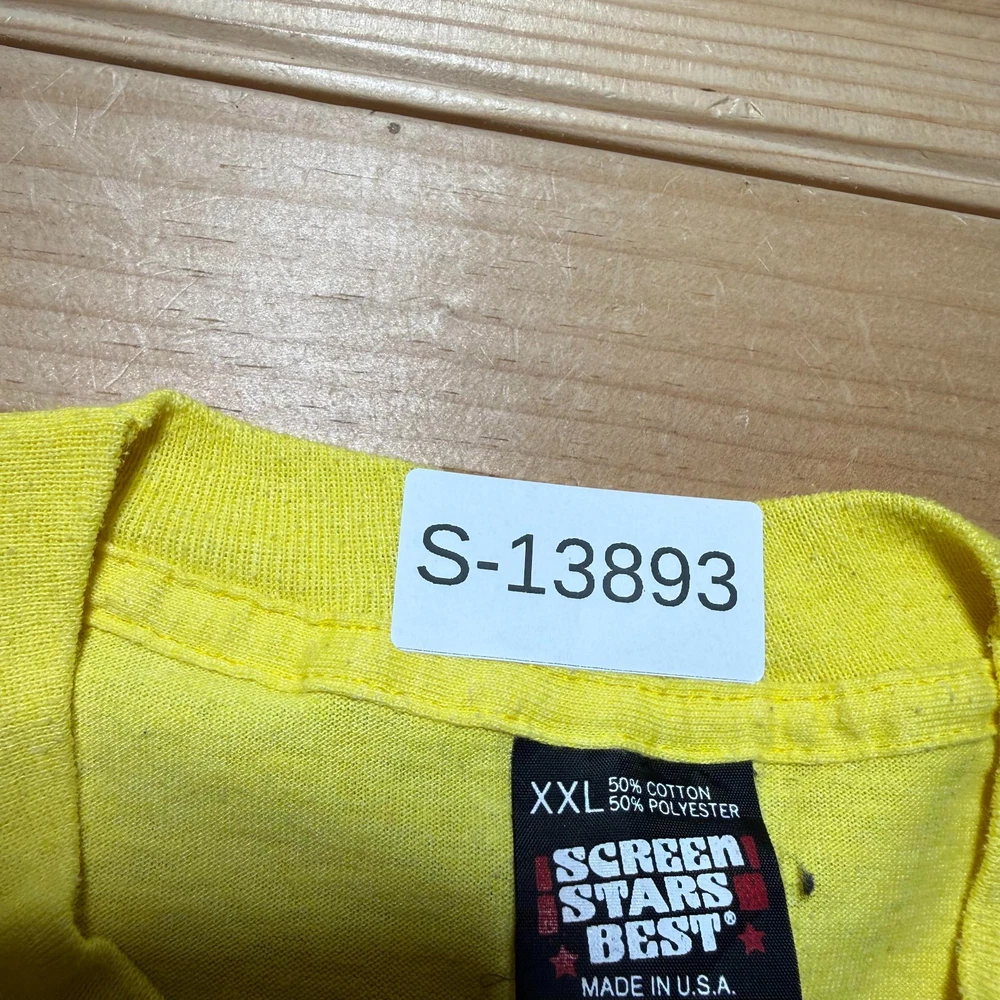 S-13893
XXL 50% COTTON
50% POLYESTER
SCREEN
STARS
BEST®
MADE IN U.S.A.